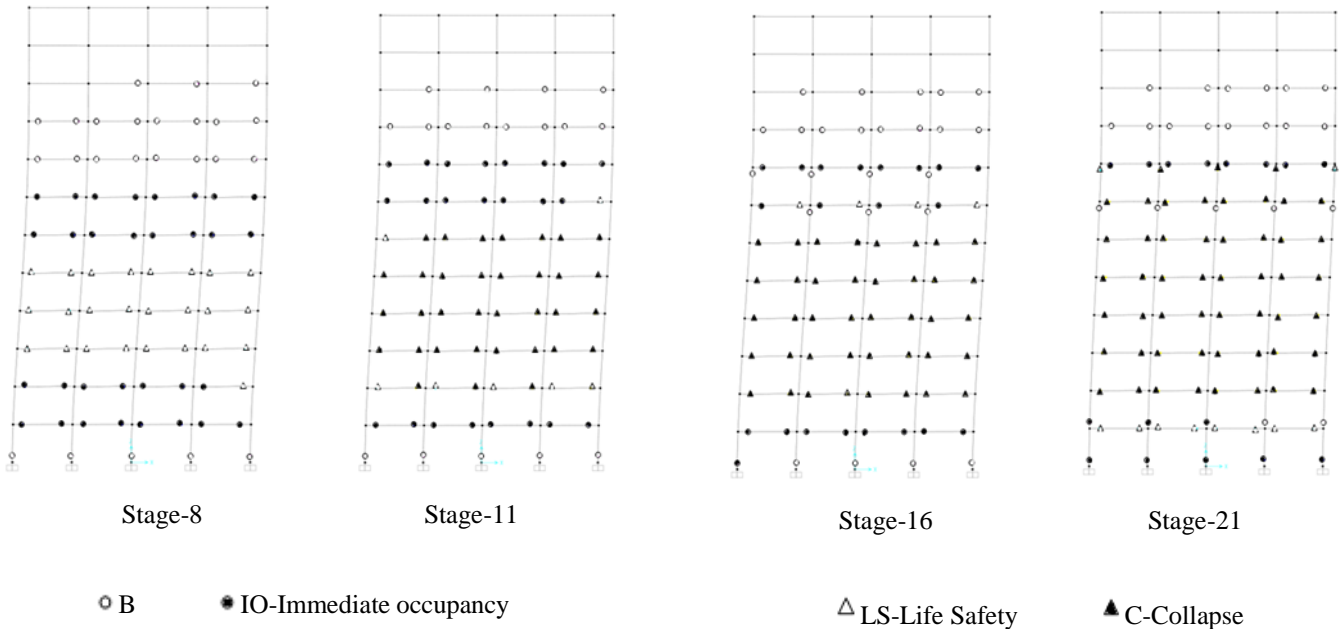 Stage-8
Stage-11
Stage-16
Stage-21
B
IO-Immediate occupancy
LS-Life Safety
C-Collapse